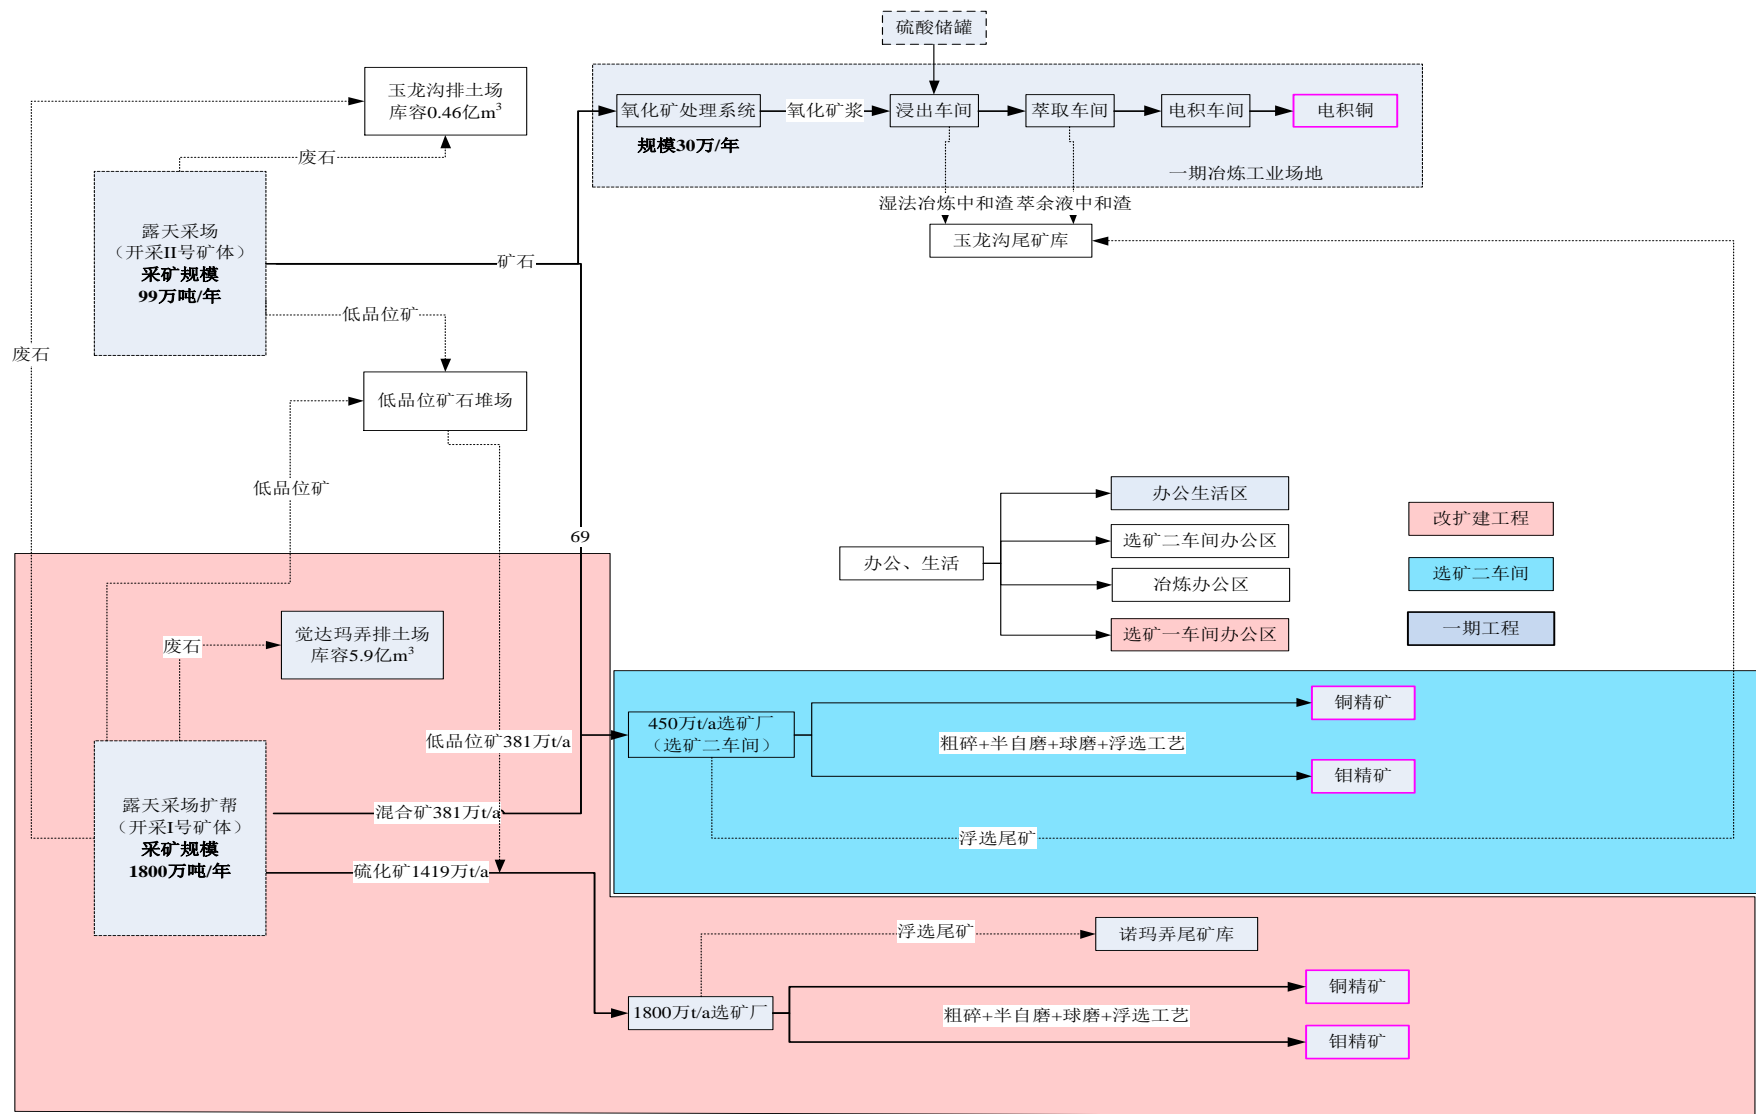 硫酸储罐
玉龙沟排土场
库容0.46亿m³
氧化矿处理系统
氧化矿浆
浸出车间
萃取车间
电积车间
电积铜
规模30万/年
一期冶炼工业场地
废石
湿法冶炼中和渣
萃余液中和渣
玉龙沟尾矿库
露天采场
（开采II号矿体）
采矿规模
99万吨/年
矿石
低品位矿
废石
低品位矿石堆场
低品位矿
69
办公、生活
办公生活区
选矿二车间办公区
冶炼办公区
选矿一车间办公区
改扩建工程
选矿二车间
一期工程
觉达玛弄排土场
库容5.9亿m³
废石
450万t/a选矿厂
（选矿二车间）
低品位矿381万t/a
粗碎+半自磨+球磨+浮选工艺
铜精矿
钼精矿
浮选尾矿
露天采场扩帮
（开采I号矿体）
采矿规模
1800万吨/年
混合矿381万t/a
硫化矿1419万t/a
浮选尾矿
诺玛弄尾矿库
1800万t/a选矿厂
粗碎+半自磨+球磨+浮选工艺
铜精矿
钼精矿